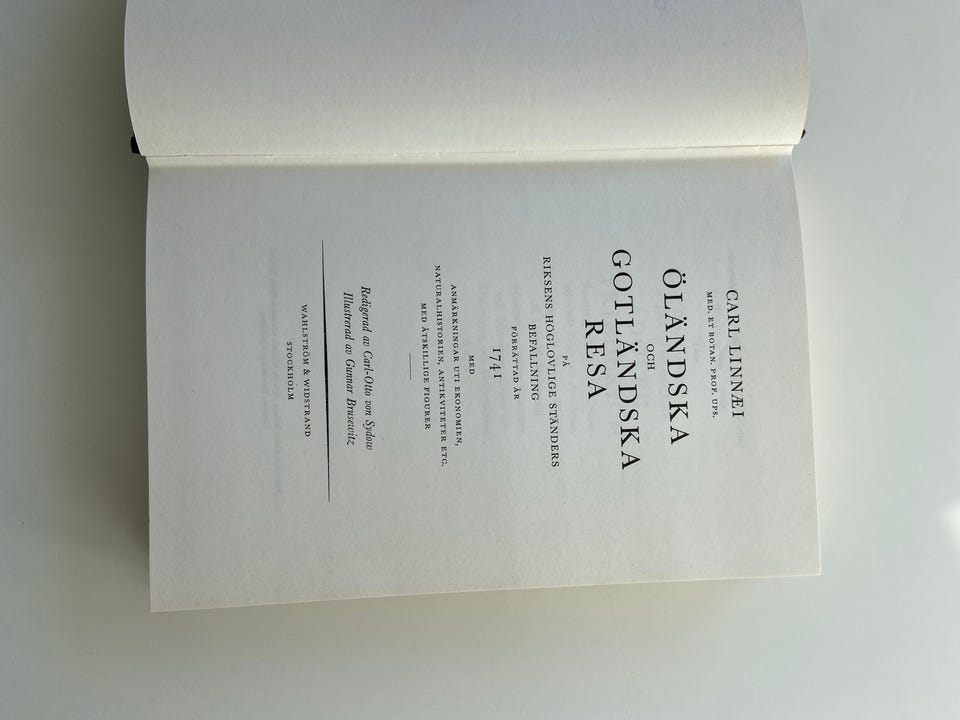 CARL LINNÆI
MED. ET BOTAN. PROF. UPS.
ÖLÄNDSKA
OCH
GOTLÄNDSKA
RESA
PÅ
RIKSENS HÖGLOVLIGE STÄNDERS
BEFALNING
FÖRRÄTTAD ÅR
1741
MED
ANMÄRKNINGAR UTI EKONOMIEN,
NATURALHISTORIEN, ANTIKVITETER ETC.
MED ÅTSKILLIGE FIGURER
Redigerad av Carl-Otto von Sydow
Illustrerad av Gunnar Brusewitz
WAHLSTRÖM & WIDSTRAND
STOCKHOLM